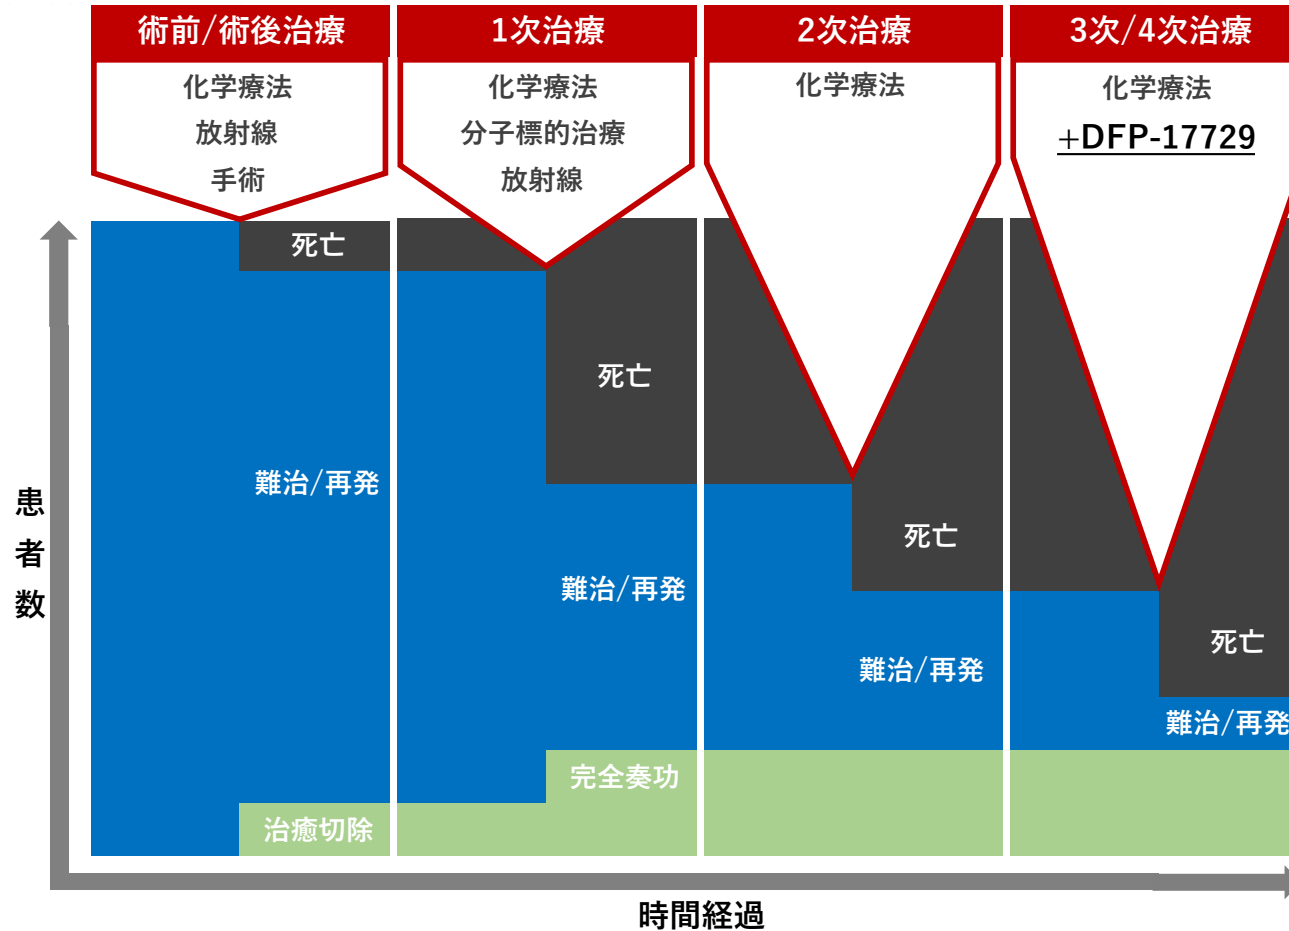 術前/術後治療
1次治療
2次治療
3次/4次治療
化学療法
放射線
手術
化学療法
分子標的治療
放射線
化学療法
化学療法
+DFP-17729
死亡
死亡
死亡
死亡
難治/再発
難治/再発
難治/再発
難治/再発
完全奏功
治癒切除
患者数
時間経過